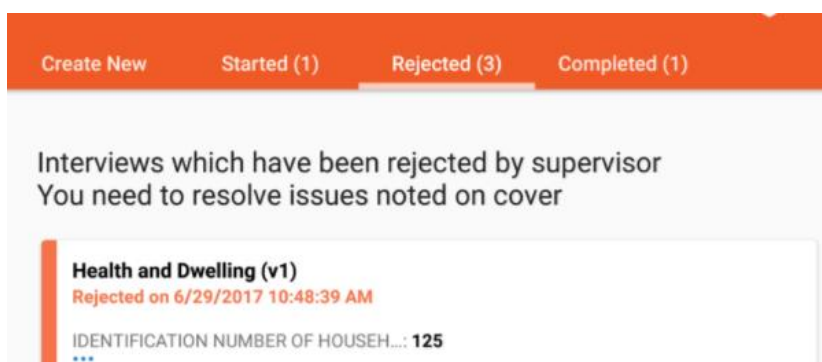 Create New Started (1) Rejected (3) Completed (1)
Interviews which have been rejected by supervisor
You need to resolve issues noted on cover
Health and Dwelling (v1)
Rejected on 6/29/2017 10:48:39 AM
IDENTIFICATION NUMBER OF HOUSEH...: 125
...